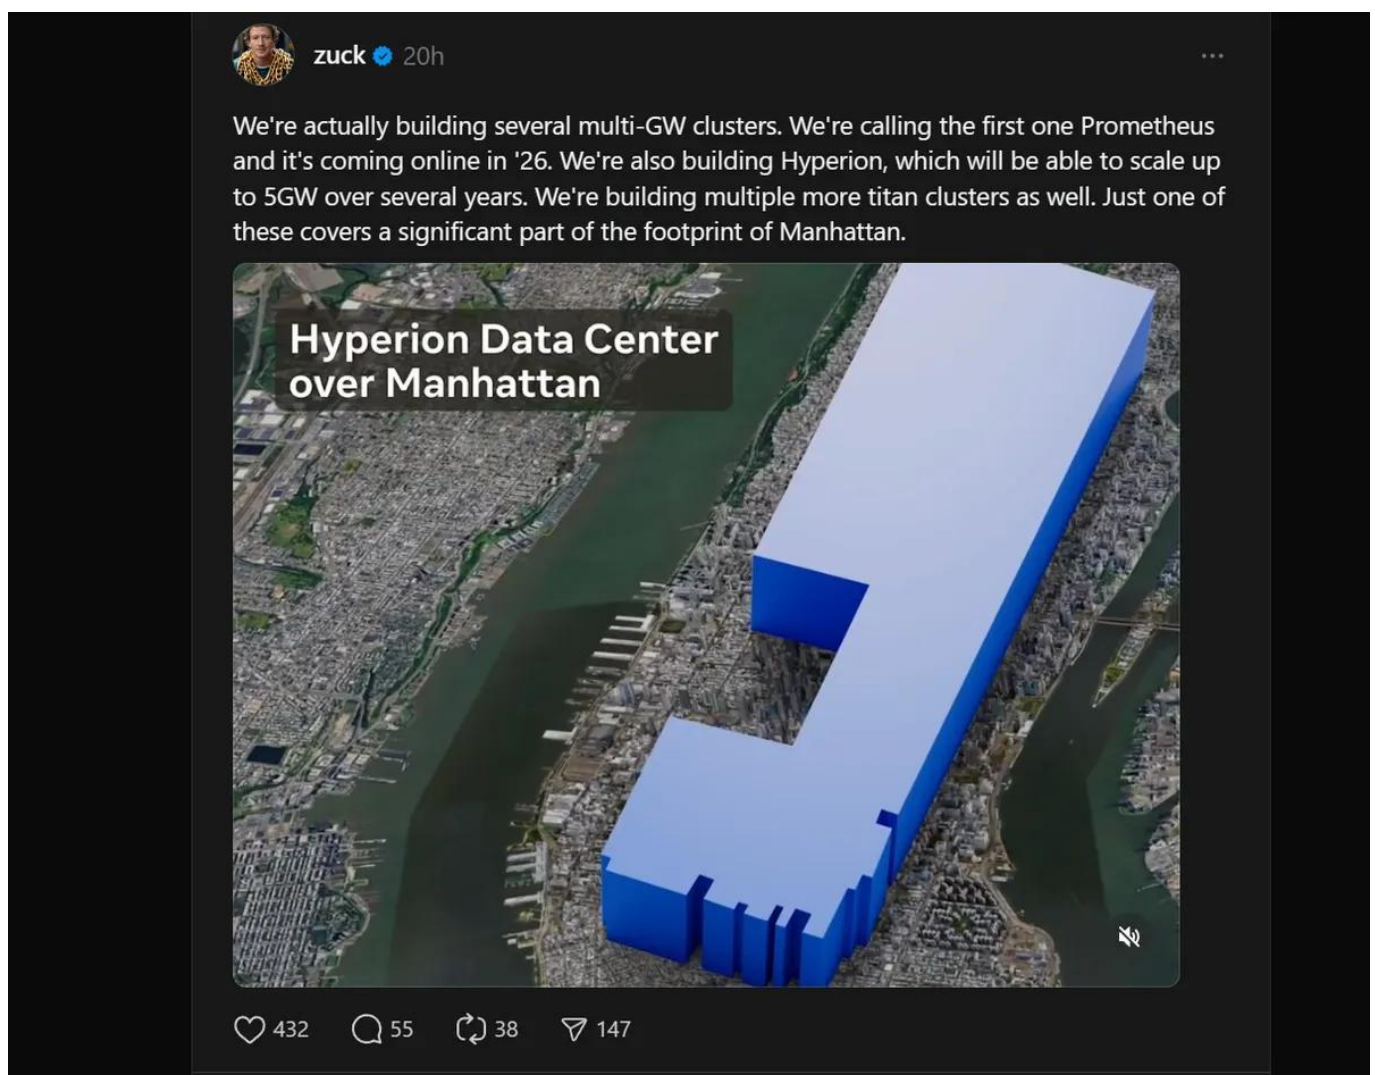 zuck 20h
We're actually building several multi-GW clusters. We're calling the first one Prometheus
and it's coming online in '26. We're also building Hyperion, which will be able to scale up
to 5GW over several years. We're building multiple more titan clusters as well. Just one of
these covers a significant part of the footprint of Manhattan.
Hyperion Data Center
over Manhattan
432 55 38 147